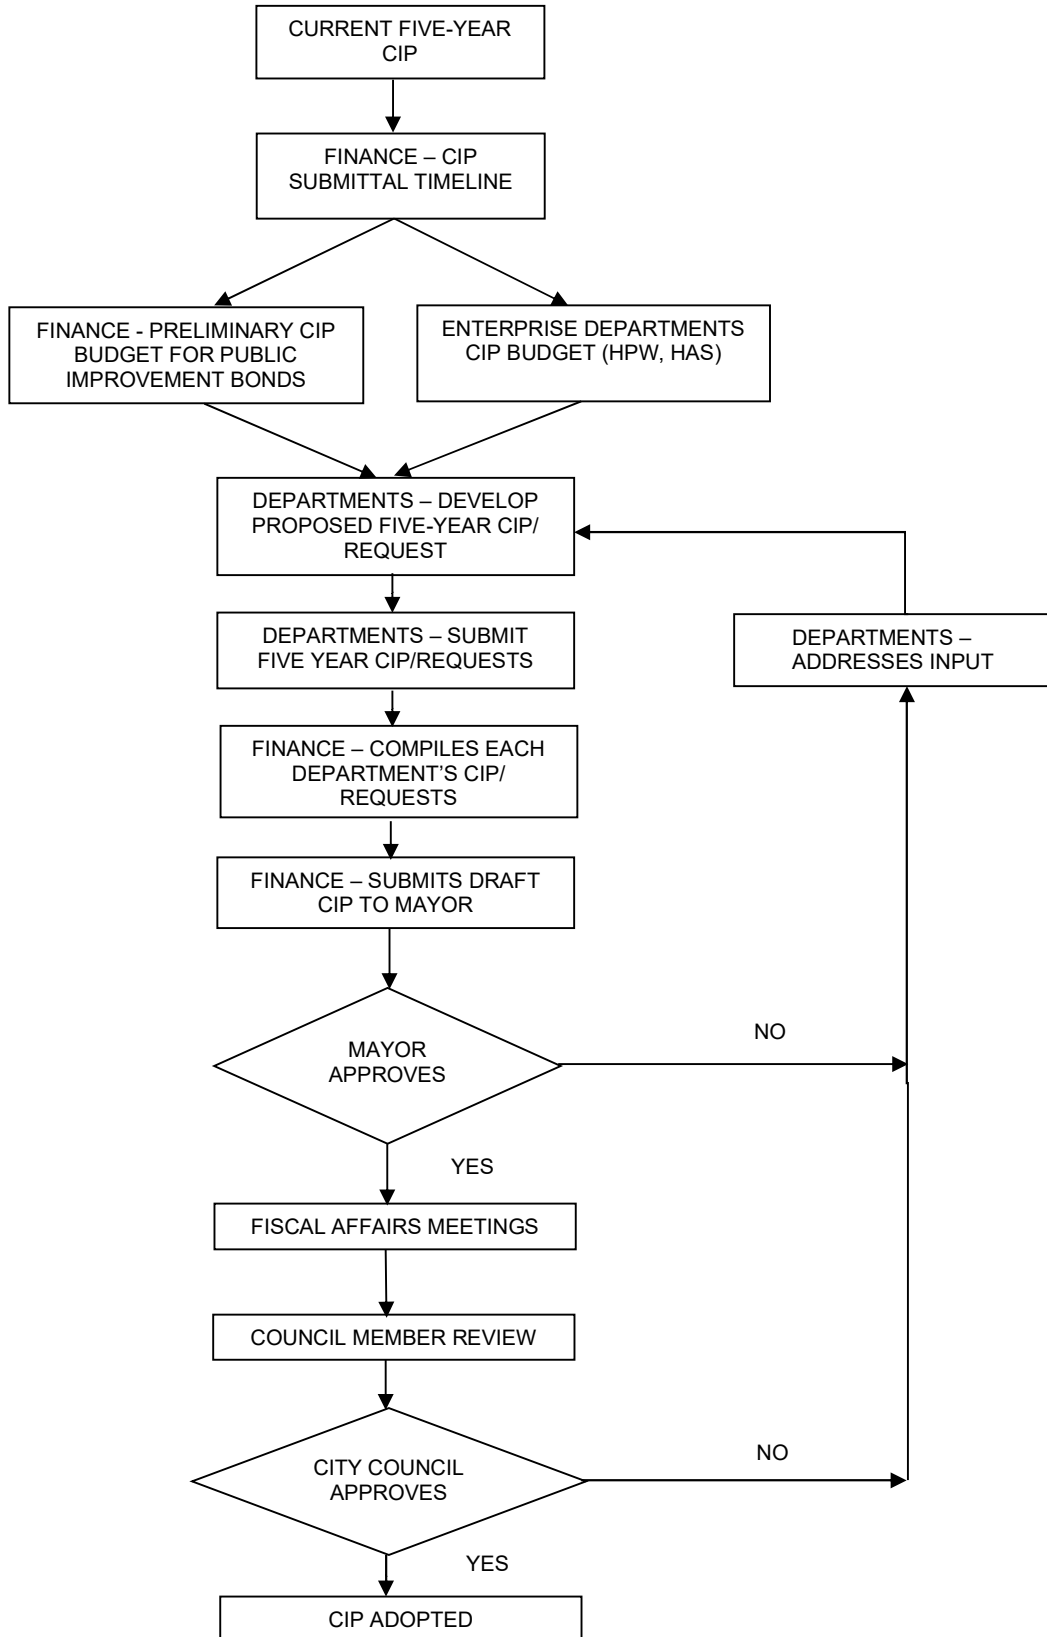 CURRENT FIVE-YEAR
CIP
FINANCE – CIP
SUBMITTAL TIMELINE
FINANCE - PRELIMINARY CIP
BUDGET FOR PUBLIC
IMPROVEMENT BONDS
ENTERPRISE DEPARTMENTS
CIP BUDGET (HPW, HAS)
DEPARTMENTS – DEVELOP
PROPOSED FIVE-YEAR CIP/
REQUEST
DEPARTMENTS – SUBMIT
FIVE YEAR CIP/REQUESTS
DEPARTMENTS –
ADDRESSES INPUT
FINANCE – COMPILES EACH
DEPARTMENT’S CIP/
REQUESTS
FINANCE – SUBMITS DRAFT
CIP TO MAYOR
MAYOR
APPROVES
NO
YES
FISCAL AFFAIRS MEETINGS
COUNCIL MEMBER REVIEW
CITY COUNCIL
APPROVES
NO
YES
CIP ADOPTED